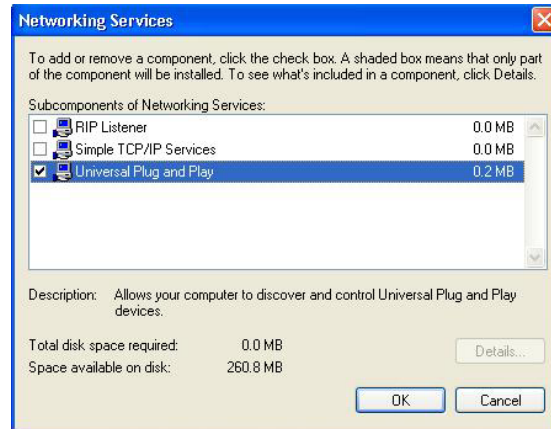 Networking Services
To add or remove a component, click the check box. A shaded box means that only part
of the component will be installed. To see what's included in a component, click Details.
Subcomponents of Networking Services:
RIP Listener 0.0 MB
Simple TCP/IP Services 0.0 MB
Universal Plug and Play 0.2 MB
Description: Allows your computer to discover and control Universal Plug and Play
devices.
Total disk space required: 0.0 MB
Details...
Space available on disk: 260.8 MB
OK Cancel